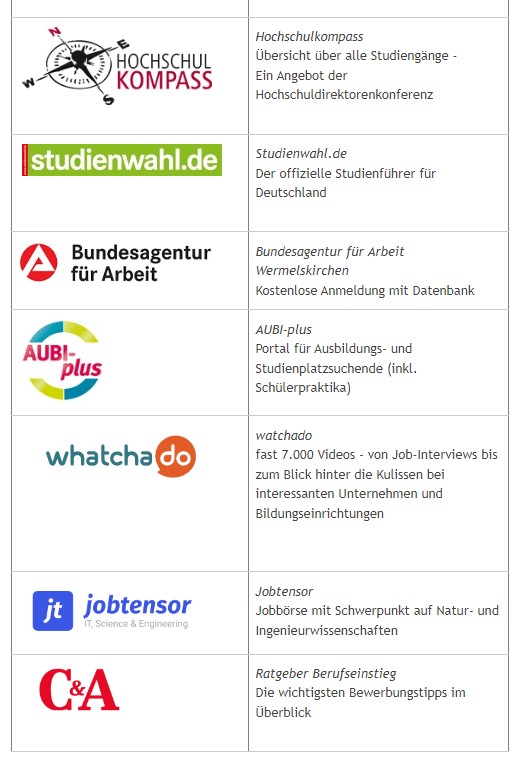 N
E
W
S
HOCHSCHUL
KOMPASS
Hochschulkompass
Übersicht über alle Studiengänge -
Ein Angebot der
Hochschuldirektorenkonferenz
studienwahl.de
Studienwahl.de
Der offizielle Studienführer für
Deutschland
Bundesagentur
für Arbeit
Bundesagentur für Arbeit
Wermelskirchen
Kostenlose Anmeldung mit Datenbank
AUBI-
plus
AUBI-plus
Portal für Ausbildungs- und
Studienplatzsuchende (inkl.
Schülerpraktika)
whatchado
watchado
fast 7.000 Videos - von Job-Interviews bis
zum Blick hinter die Kulissen bei
interessanten Unternehmen und
Bildungseinrichtungen
jt jobtensor
IT, Science & Engineering
Jobtensor
Jobbörse mit Schwerpunkt auf Natur- und
Ingenieurwissenschaften
C&A
Ratgeber Berufseinstieg
Die wichtigsten Bewerbungstipps im
Überblick